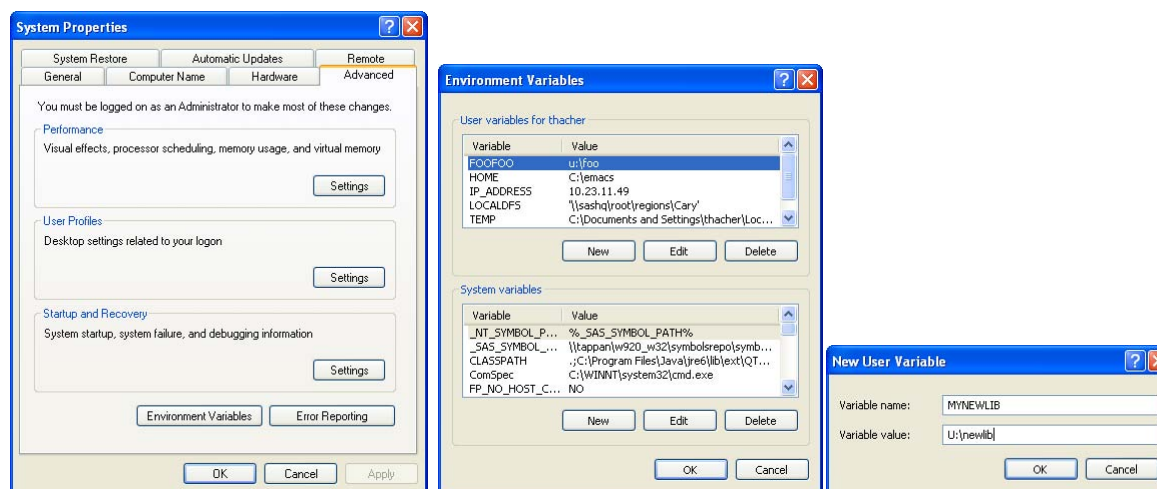 System Properties
System Restore Automatic Updates Remote
General Computer Name Hardware Advanced
You must be logged on as an Administrator to make most of these changes.
Performance
Visual effects, processor scheduling, memory usage, and virtual memory
Settings
User Profiles
Desktop settings related to your logon
Settings
Startup and Recovery
System startup, system failure, and debugging information
Settings
Environment Variables Error Reporting
OK Cancel Apply
Environment Variables
User variables for thacher
Variable Value
FOOFOO u:\foo
HOME C:\emacs
IP_ADDRESS 10.23.11.49
LOCALDFS '\\sashq\root\regions\Cary'
TEMP C:\Documents and Settings\thacher\Loc...
New Edit Delete
System variables
Variable Value
_NT_SYMBOL_P... %_SAS_SYMBOL_PATH%
_SAS_SYMBOL_... \\tappan\w920_w32\symbolsrepo\symb...
CLASSPATH .;C:\Program Files\Java\jre6\lib\ext\QT...
ComSpec C:\WINNT\system32\cmd.exe
FP_NO_HOST_C... NO
New Edit Delete
OK Cancel
New User Variable
Variable name: MYNEWLIB
Variable value: U:\newlib
OK Cancel